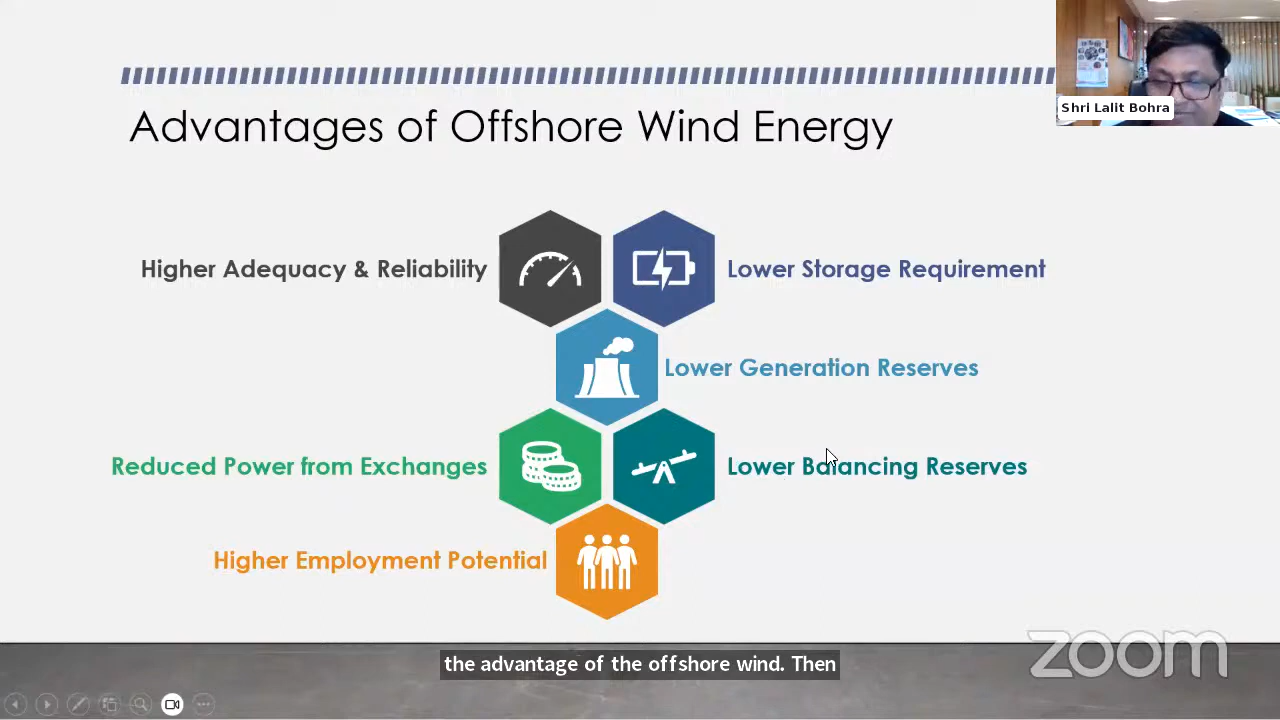 Shri Lalit Bohra
Advantages of Offshore Wind Energy
Higher Adequacy & Reliability
Lower Storage Requirement
Lower Generation Reserves
Reduced Power from Exchanges
Lower Balancing Reserves
Higher Employment Potential
zoom
the advantage of the offshore wind. Then